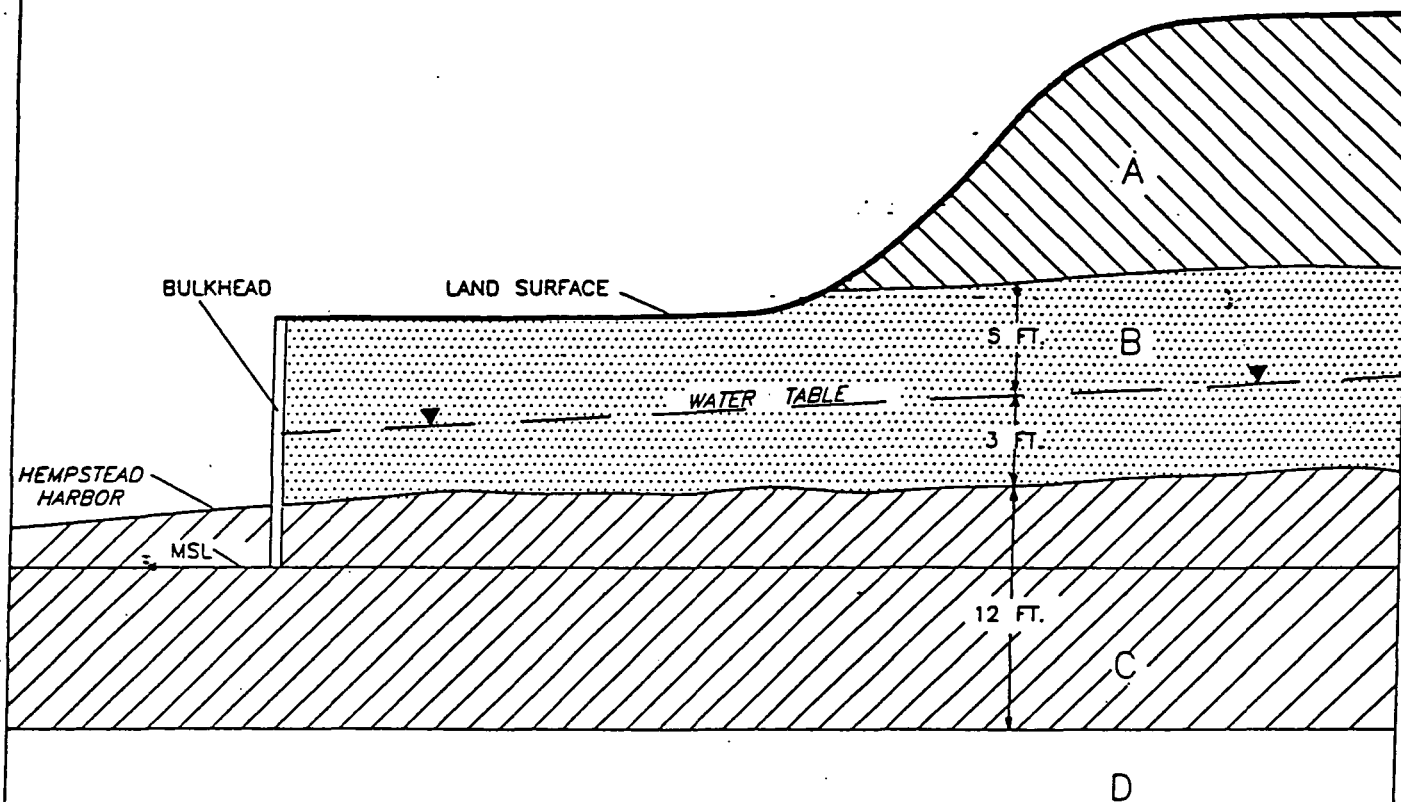 A
BULKHEAD
LAND SURFACE
5 FT.
B
WATER TABLE
3 FT.
HEMPSTEAD
HARBOR
MSL
12 FT.
C
D